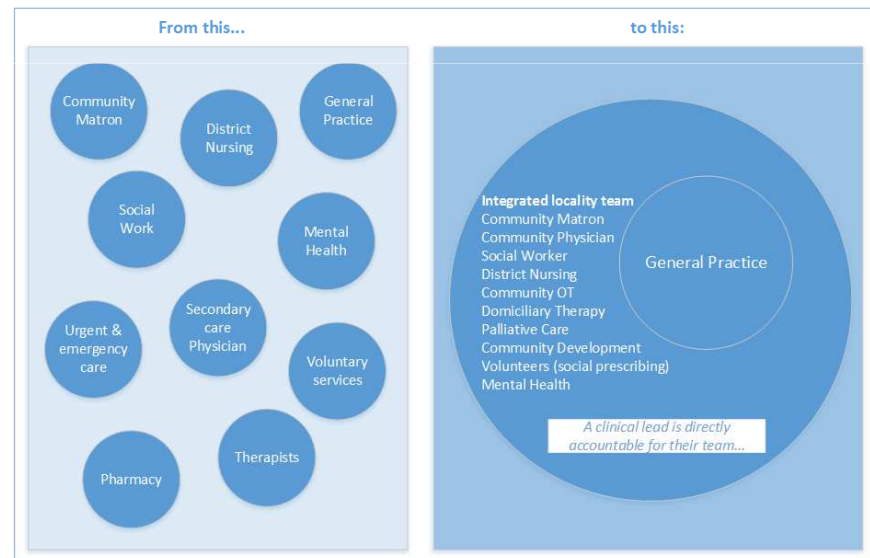 From this...
to this:
Community
Matron
District
Nursing
General
Practice
Social
Work
Mental
Health
Urgent &
emergency
care
Secondary
care
Physician
Voluntary
services
Pharmacy
Therapists
Integrated locality team
Community Matron
Community Physician
Social Worker
District Nursing
Community OT
Domiciliary Therapy
Palliative Care
Community Development
Volunteers (social prescribing)
Mental Health
General Practice
A clinical lead is directly
accountable for their team...